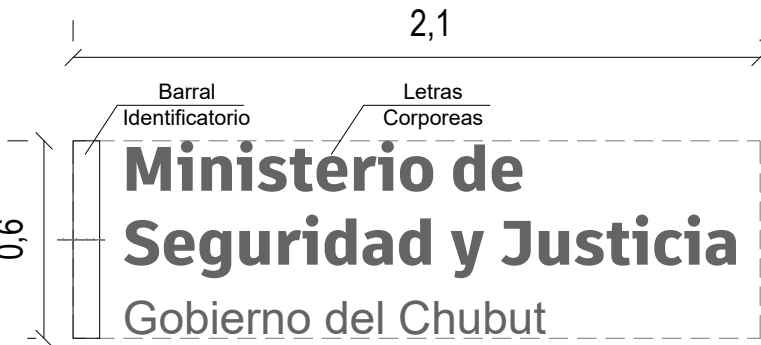 2,1
Barral
Identificatorio
Letras
Corporeas
0,6
Ministerio de
Seguridad y Justicia
Gobierno del Chubut